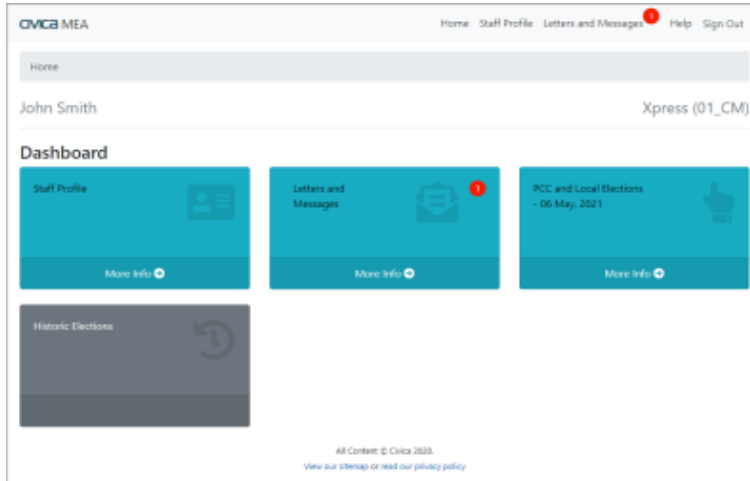 CIVICA MEA
Home Staff Profile Letters and Messages 1 Help Sign Out
Home
John Smith
Xpress (01_CM)
Dashboard
Staff Profile
More Info
Letters and
Messages
1
More Info
PCC and Local Elections
- 06 May, 2021
More Info
Historic Elections
All Content © Civica 2020.
View our sitemap or read our privacy policy